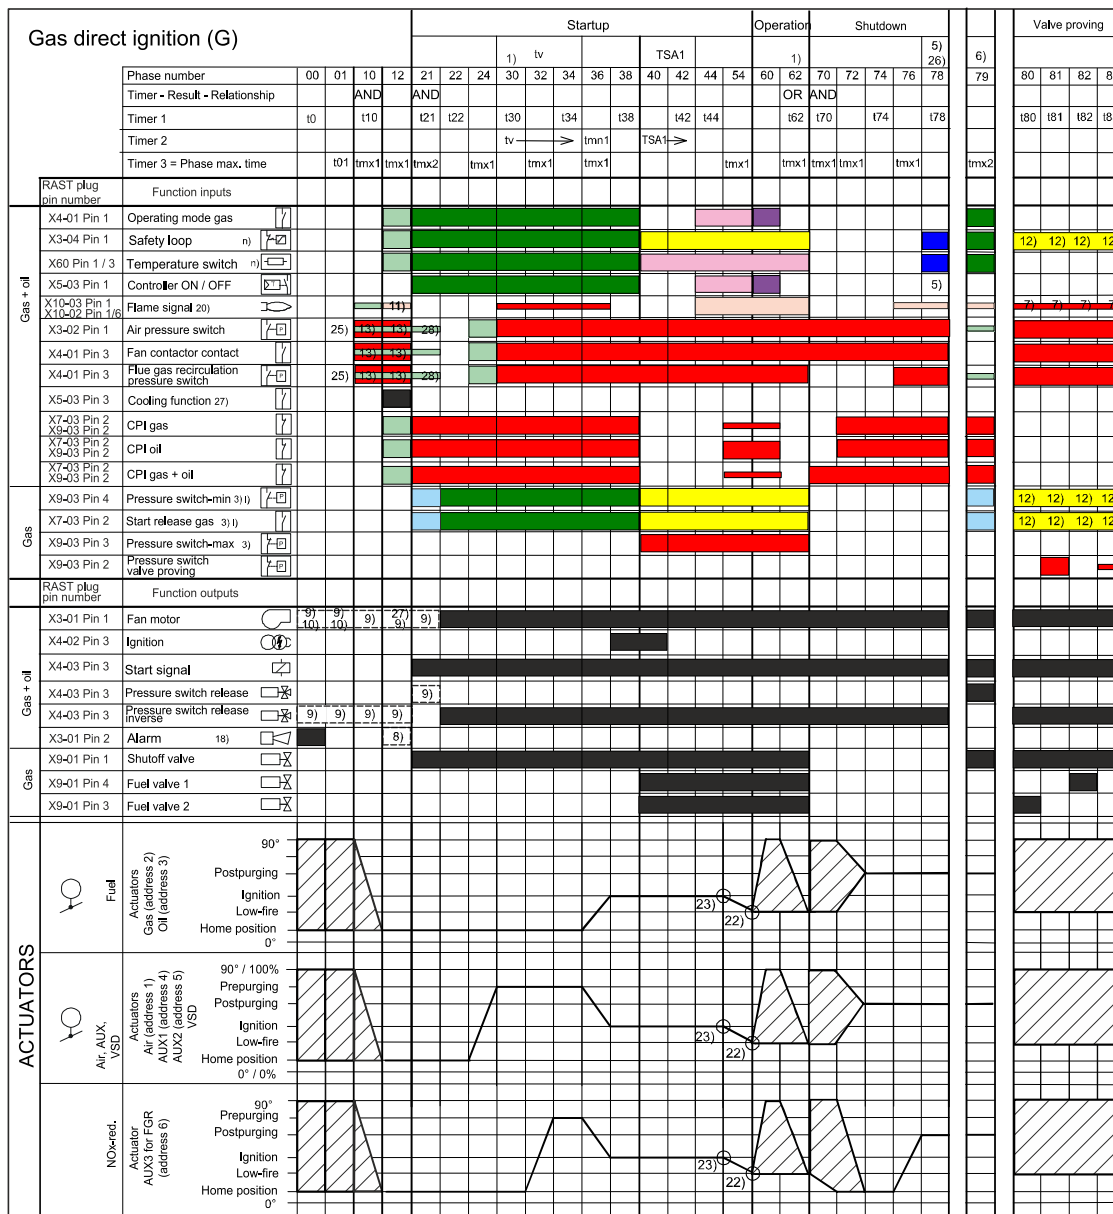 Gas direct ignition (G)
Startup Operation Shutdown Valve proving
1) tv TSA1 1) 5) 26) 6)
Phase number 00 01 10 12 21 22 24 30 32 34 36 38 40 42 44 54 60 62 70 72 74 76 78 79 80 81 82 8
Timer - Result - Relationship AND AND OR AND
Timer 1 t0 t10 t21 t22 t30 t34 t38 t42 t44 t62 t70 t74 t78 t80 t81 t82 t8
Timer 2 tv tmn1 TSA1
Timer 3 = Phase max. time t01 tmx1 tmx1 tmx2 tmx1 tmx1 tmx1 tmx1 tmx1 tmx1 tmx1 tmx1 tmx2
RAST plug pin number Function inputs
Gas + oil
X4-01 Pin 1 Operating mode gas
X3-04 Pin 1 Safety loop n) 12) 12) 12) 12
X60 Pin 1 / 3 Temperature switch n)
X5-03 Pin 1 Controller ON / OFF 5)
X10-03 Pin 1 X10-02 Pin 1/6 Flame signal 20) 11) 7) 7) 7) 7
X3-02 Pin 1 Air pressure switch P 25) 13) 13) 28)
X4-01 Pin 3 Fan contactor contact 13) 13)
X4-01 Pin 3 Flue gas recirculation pressure switch P 25) 13) 13) 28)
X5-03 Pin 3 Cooling function 27)
X7-03 Pin 2 X9-03 Pin 2 CPI gas
X7-03 Pin 2 X9-03 Pin 2 CPI oil
X7-03 Pin 2 X9-03 Pin 2 CPI gas + oil
Gas
X9-03 Pin 4 Pressure switch-min 3) I) P 12) 12) 12) 12
X7-03 Pin 2 Start release gas 3) I) 12) 12) 12) 12
X9-03 Pin 3 Pressure switch-max 3) P
X9-03 Pin 2 Pressure switch valve proving P
RAST plug pin number Function outputs
Gas + oil
X3-01 Pin 1 Fan motor 9) 10) 9) 10) 9) 27) 9) 9)
X4-02 Pin 3 Ignition
X4-03 Pin 3 Start signal
X4-03 Pin 3 Pressure switch release 9)
X4-03 Pin 3 Pressure switch release inverse 9) 9) 9) 9)
X3-01 Pin 2 Alarm 18) 8)
Gas
X9-01 Pin 1 Shutoff valve
X9-01 Pin 4 Fuel valve 1
X9-01 Pin 3 Fuel valve 2
ACTUATORS
Fuel
Actuators
Gas (address 2)
Oil (address 3)
90°
Postpurging
Ignition
Low-fire
Home position
0°
23)
22)
Air, AUX, VSD
Actuators
Air (address 1)
AUX1 (address 4)
AUX2 (address 5)
VSD
90° / 100%
Prepurging
Postpurging
Ignition
Low-fire
Home position
0° / 0%
23)
22)
NOx-red.
Actuator
AUX3 for FGR
(address 6)
90°
Prepurging
Postpurging
Ignition
Low-fire
Home position
0°
23)
22)